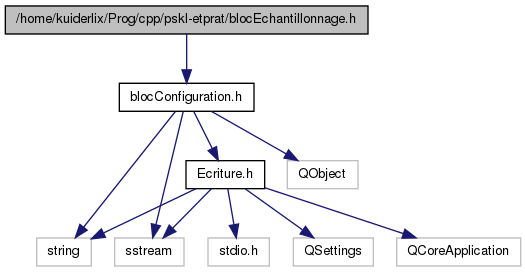 /home/kuiderlix/Prog/cpp/pskl-etprat/blocEchantillonnage.h
blocConfiguration.h
Ecriture.h
QObject
string
sstream
stdio.h
QSettings
QCoreApplication